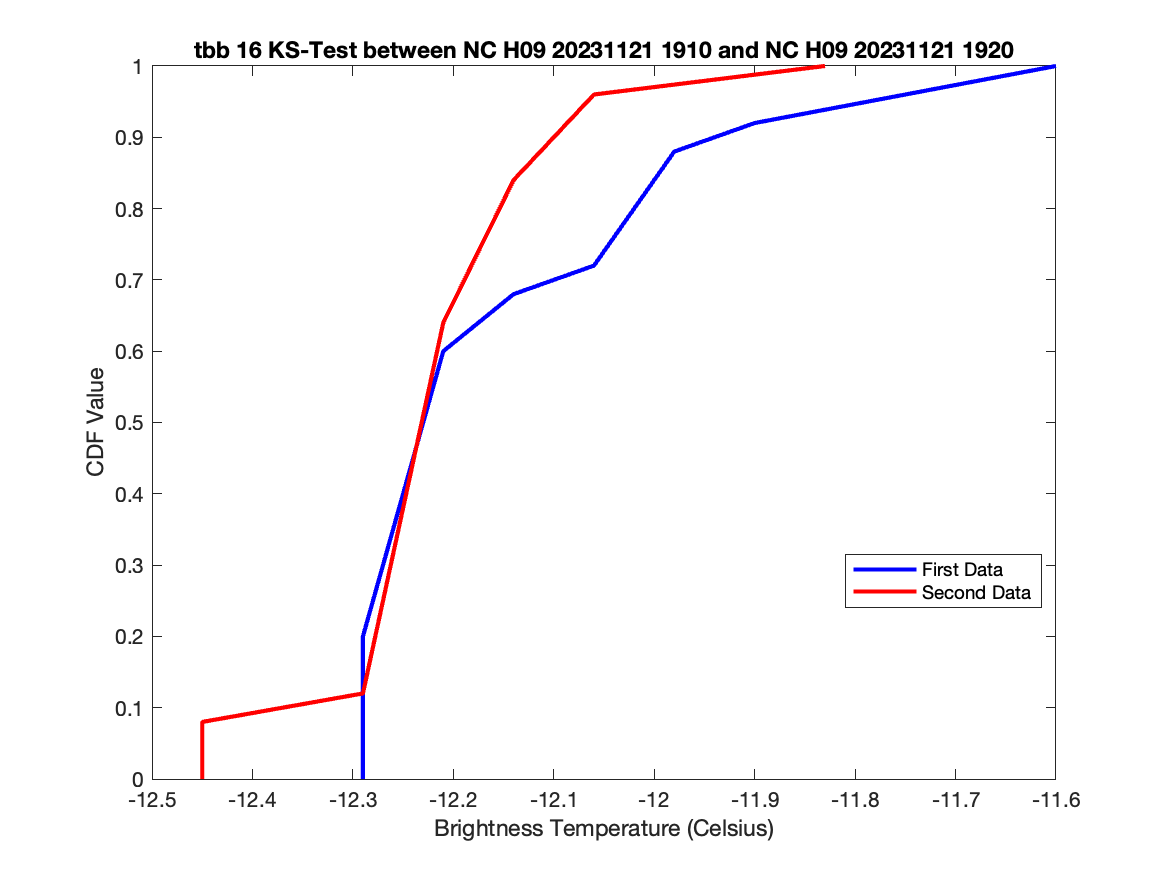 tbb 16 KS-Test between NC H09 20231121 1910 and NC H09 20231121 1920
1
0.9
0.8
0.7
0.6
0.5
0.4
0.3
0.2
0.1
0
CDF Value
First Data
Second Data
-12.5 -12.4 -12.3 -12.2 -12.1 -12 -11.9 -11.8 -11.7 -11.6
Brightness Temperature (Celsius)